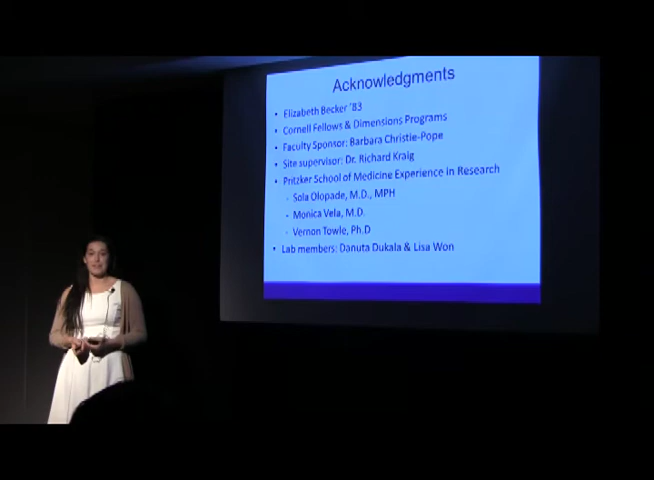 Acknowledgments
• Elizabeth Becker '83
• Cornell Fellows & Dimensions Programs
• Faculty Sponsor: Barbara Christie-Pope
• Site supervisor: Dr. Richard Kraig
• Pritzker School of Medicine Experience in Research
- Sola Olopade, M.D., MPH
- Monica Vela, M.D.
- Vernon Towle, Ph.D
• Lab members: Danuta Dukala & Lisa Won